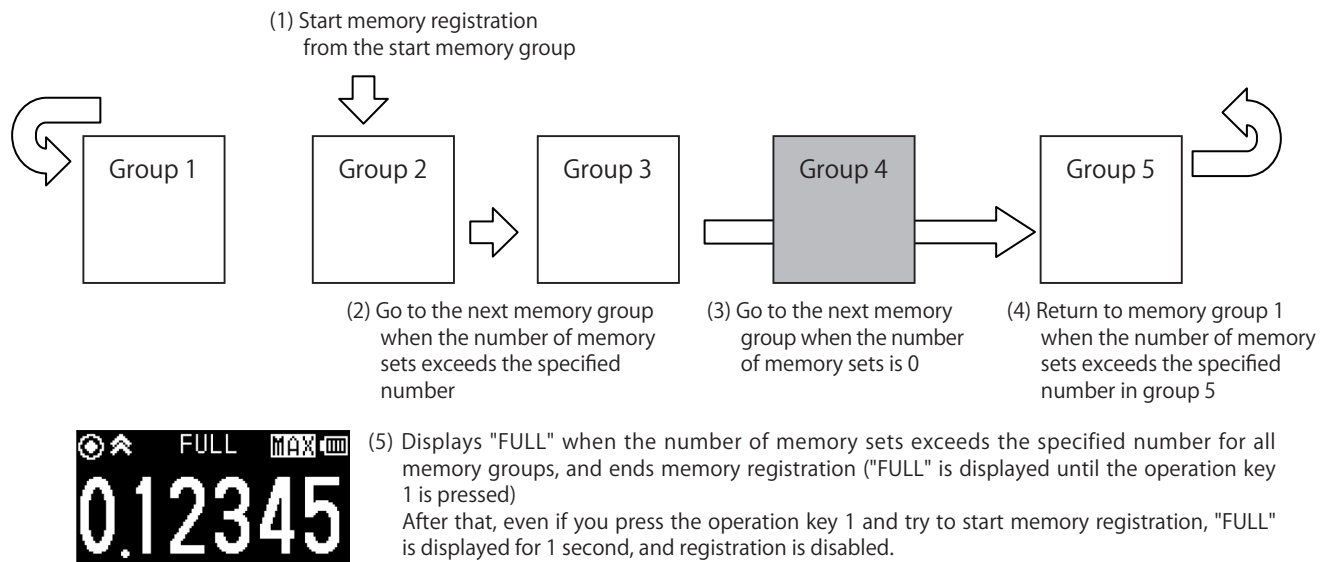 (1) Start memory registration
from the start memory group
Group 1
Group 2
Group 3
Group 4
Group 5
(2) Go to the next memory group
when the number of memory
sets exceeds the specified
number
(3) Go to the next memory
group when the number
of memory sets is 0
(4) Return to memory group 1
when the number of memory
sets exceeds the specified
number in group 5
FULL MAX
0.12345
(5) Displays "FULL" when the number of memory sets exceeds the specified number for all
memory groups, and ends memory registration ("FULL" is displayed until the operation key
1 is pressed)
After that, even if you press the operation key 1 and try to start memory registration, "FULL"
is displayed for 1 second, and registration is disabled.